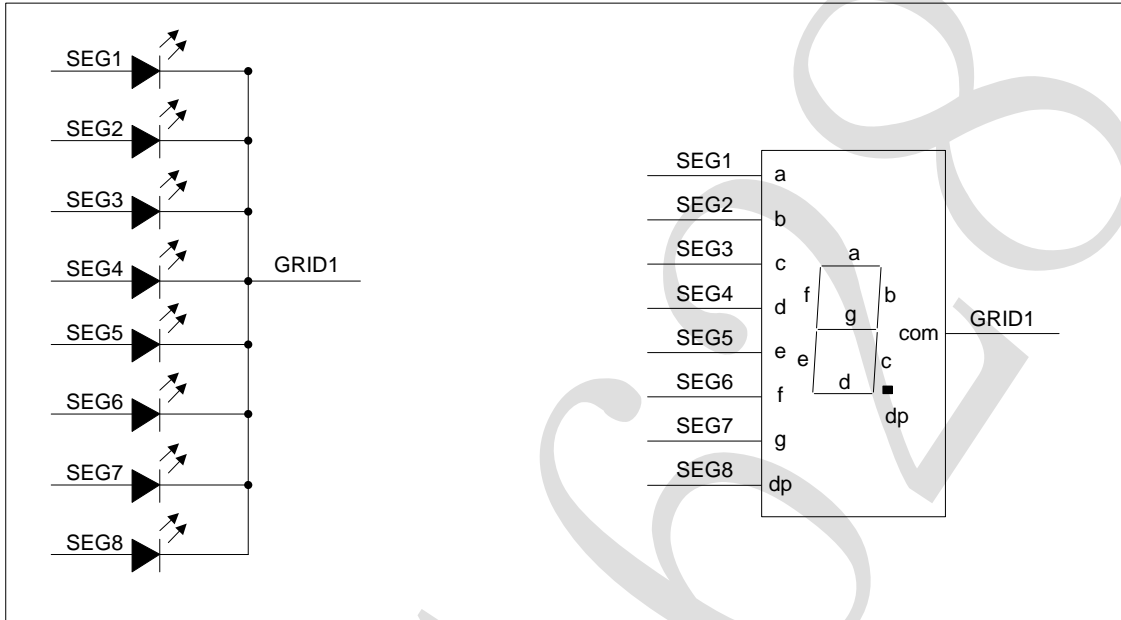 SEG1
SEG2
SEG3
SEG4
SEG5
SEG6
SEG7
SEG8
GRID1
SEG1
SEG2
SEG3
SEG4
SEG5
SEG6
SEG7
SEG8
a
b
c
d
e
f
g
dp
a
f
b
g
e
c
d
dp
com
GRID1
628